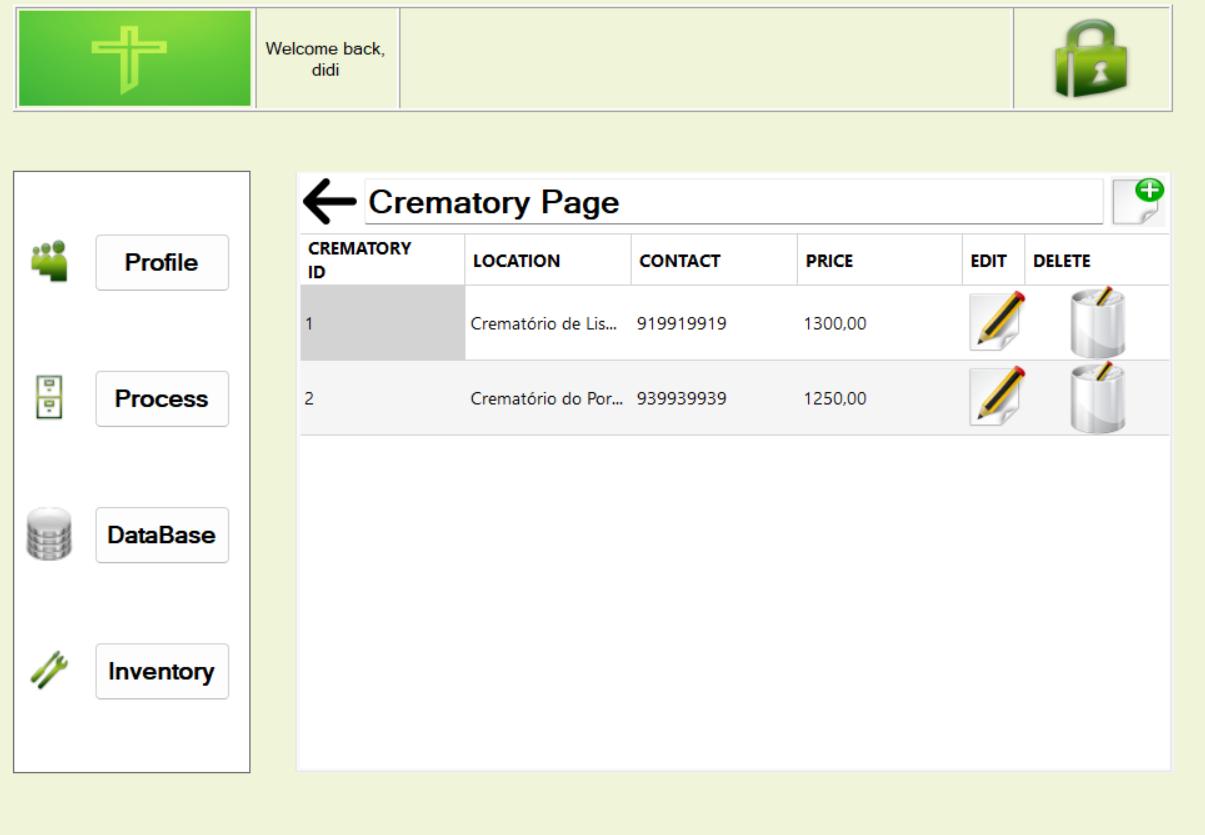 Welcome back,
didi
Crematory Page
CREMATORY
ID
LOCATION
CONTACT
PRICE
EDIT
DELETE
1
Crematório de Lis...
919919919
1300,00
2
Crematório do Por...
939939939
1250,00
Profile
Process
DataBase
Inventory